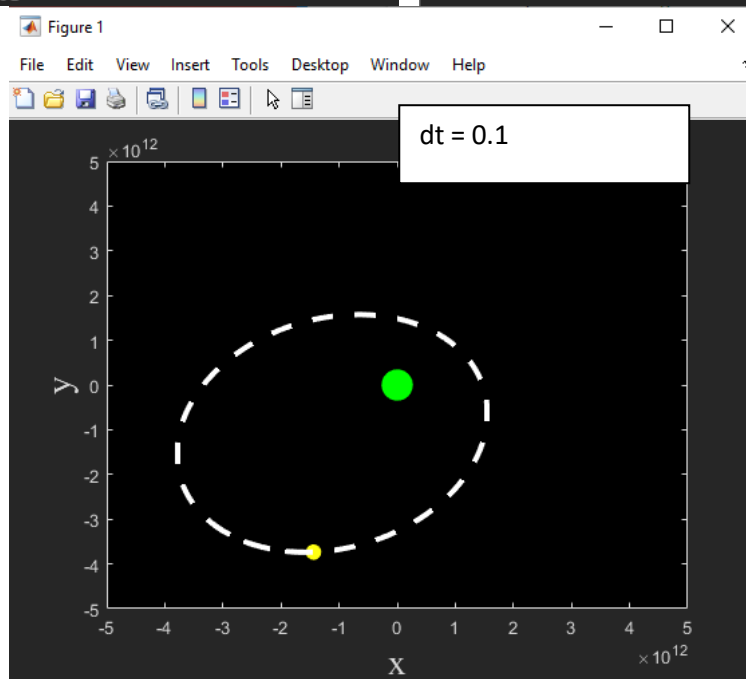 Figure 1
File Edit View Insert Tools Desktop Window Help
dt = 0.1
×10^12
5
4
3
2
1
0
-1
-2
-3
-4
-5
y
-5 -4 -3 -2 -1 0 1 2 3 4 5
×10^12
x